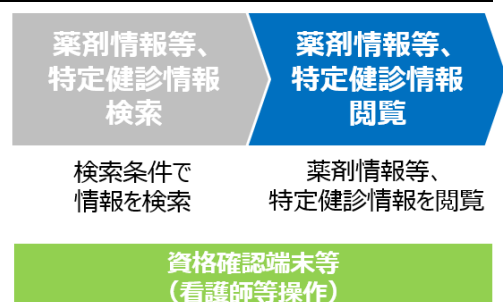 薬剤情報等、
特定健診情報
検索
薬剤情報等、
特定健診情報
閲覧
検索条件で
情報を検索
薬剤情報等、
特定健診情報を閲覧
資格確認端末等
（看護師等操作）